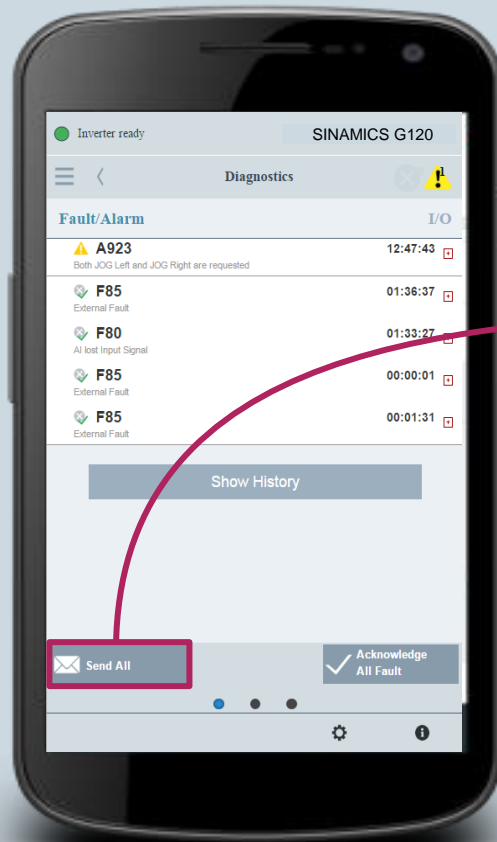 Inverter ready
SINAMICS G120
Diagnostics
1
Fault/Alarm
I/O
A923
12:47:43
Both JOG Left and JOG Right are requested
F85
01:36:37
External Fault
F80
01:33:27
AI lost Input Signal
F85
00:00:01
External Fault
F85
00:01:31
External Fault
Show History
Send All
Acknowledge
All Fault